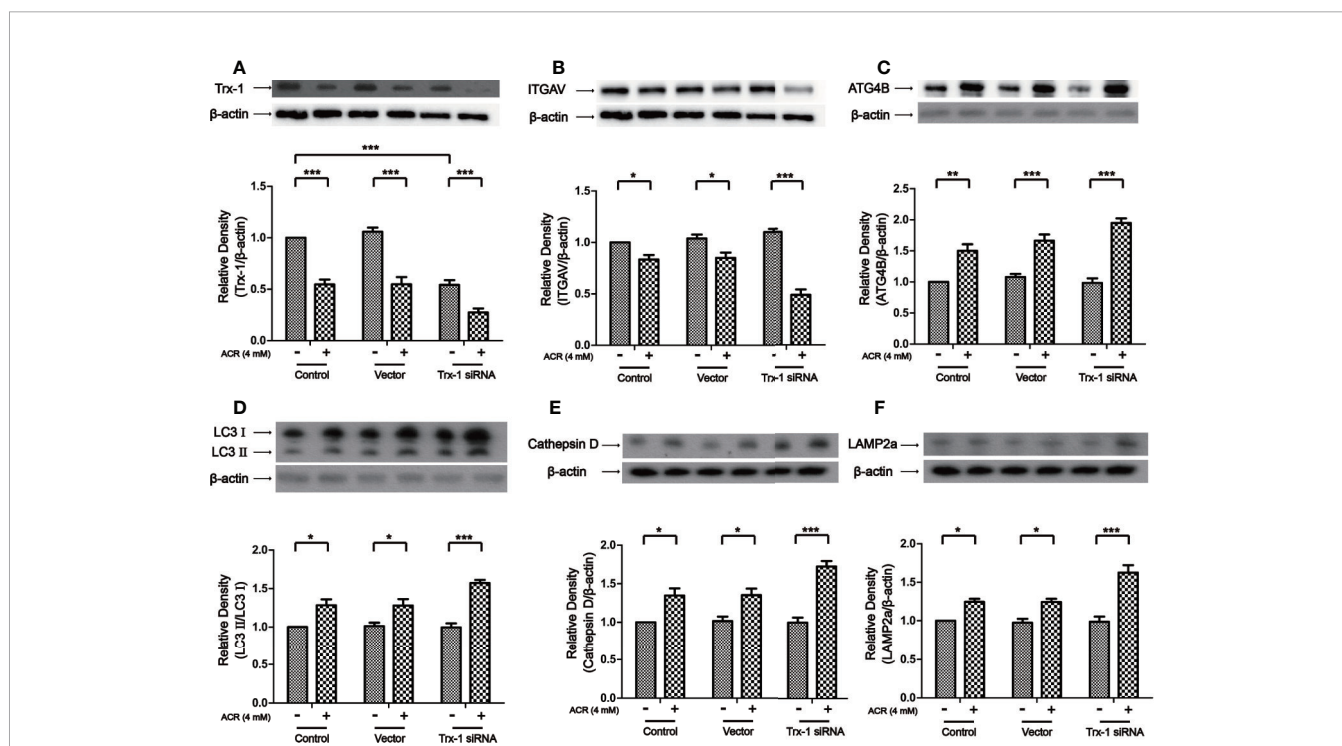 A
Trx-1
β-actin
***
*** *** ***
Relative Density
(Trx-1/β-actin)
1.5
1.0
0.5
0.0
ACR (4 mM) - + - + - +
Control Vector Trx-1 siRNA
B
ITGAV
β-actin
* * ***
Relative Density
(ITGAV/β-actin)
1.5
1.0
0.5
0.0
ACR (4 mM) - + - + - +
Control Vector Trx-1 siRNA
C
ATG4B
β-actin
** *** ***
Relative Density
(ATG4B/β-actin)
2.5
2.0
1.5
1.0
0.5
0.0
ACR (4 mM) - + - + - +
Control Vector Trx-1 siRNA
D
LC3 I
LC3 II
β-actin
* * ***
Relative Density
(LC3 II/LC3 I)
2.0
1.5
1.0
0.5
0.0
ACR (4 mM) - + - + - +
Control Vector Trx-1 siRNA
E
Cathepsin D
β-actin
* * ***
Relative Density
(Cathepsin D/β-actin)
2.0
1.5
1.0
0.5
0.0
ACR (4 mM) - + - + - +
Control Vector Trx-1 siRNA
F
LAMP2a
β-actin
* * ***
Relative Density
(LAMP2a/β-actin)
2.0
1.5
1.0
0.5
0.0
ACR (4 mM) - + - + - +
Control Vector Trx-1 siRNA